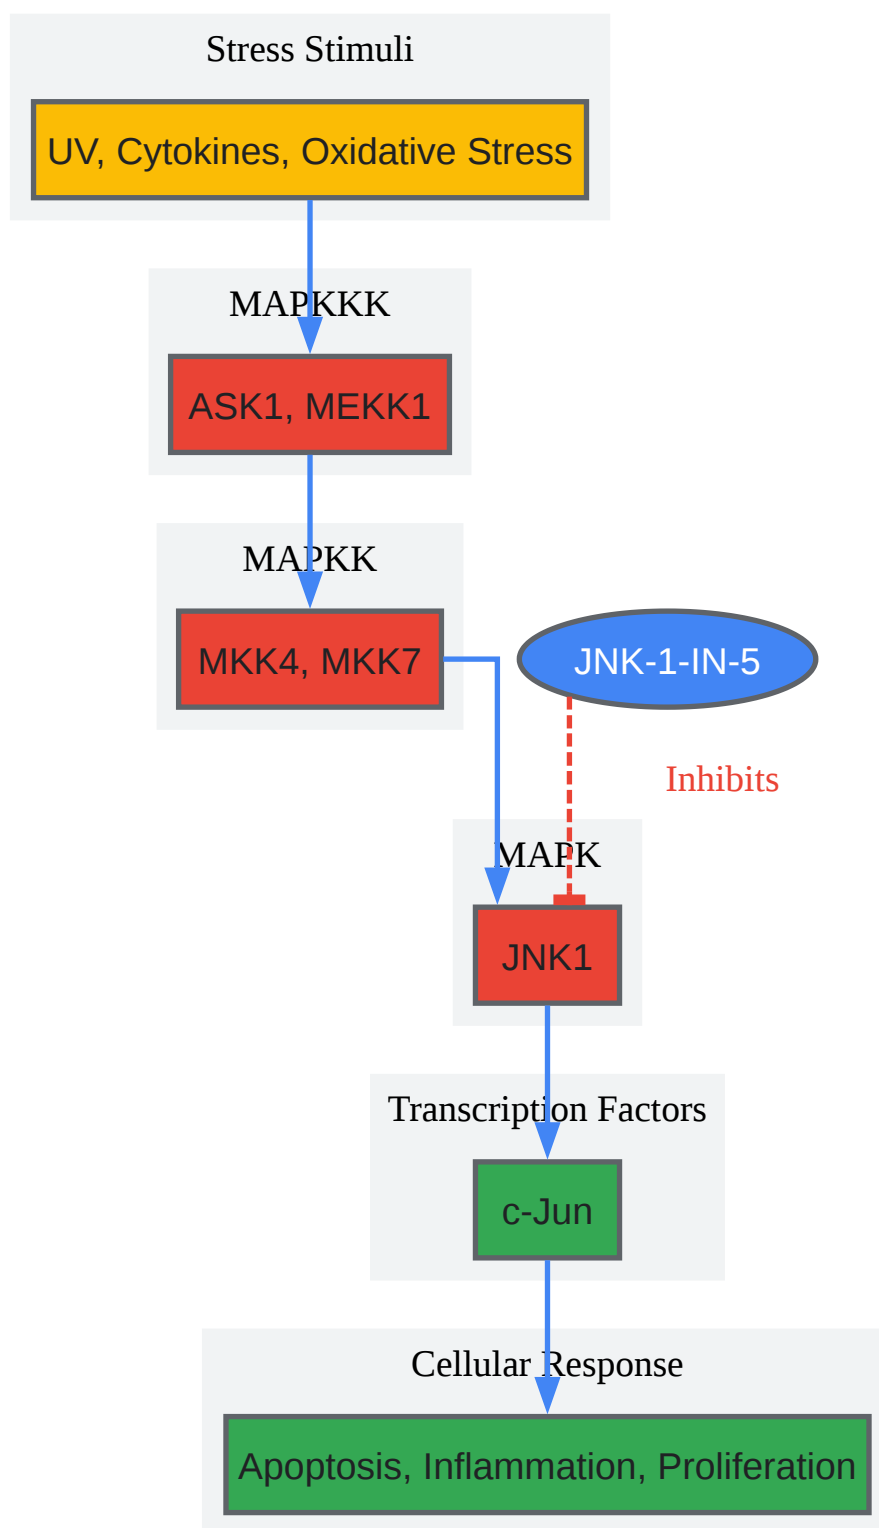 Stress Stimuli
UV, Cytokines, Oxidative Stress
MAPKKK
ASK1, MEKK1
MAPKK
MKK4, MKK7
JNK-1-IN-5
Inhibits
MAPK
JNK1
Transcription Factors
c-Jun
Cellular Response
Apoptosis, Inflammation, Proliferation